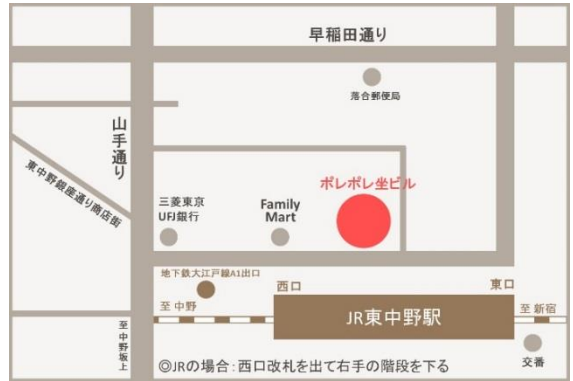 早稲田通り
落合郵便局
山手通り
東中野銀座通り商店街
三菱東京
UFJ銀行
Family
Mart
ポレポレ坐ビル
地下鉄大江戸線A1出口
西口
東口
至 中野
JR東中野駅
至 新宿
至 中野坂上
交番
◎JRの場合:西口改札を出て右手の階段を下る